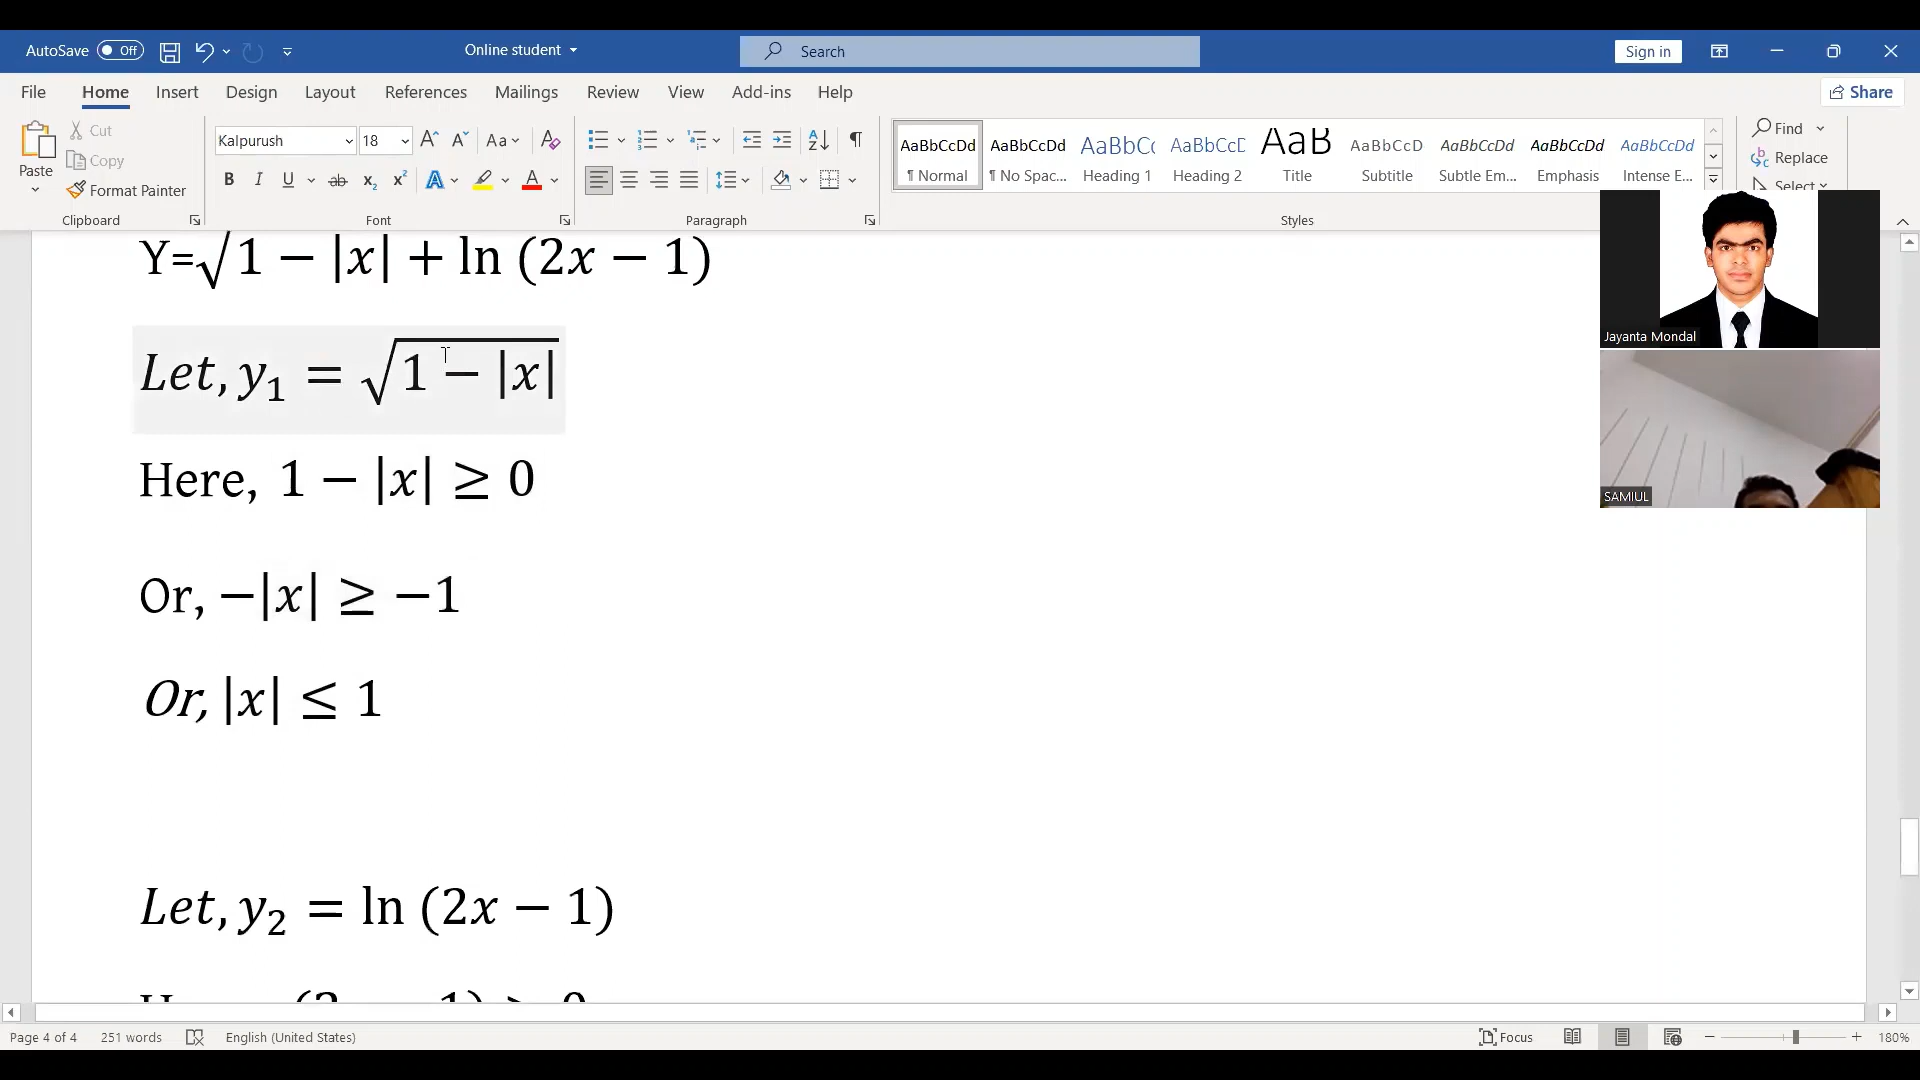 AutoSave Off Online student Search Sign in
File Home Insert Design Layout References Mailings Review View Add-ins Help Share
Paste Cut Copy Format Painter
Clipboard
Kalpurush 18
Font
Paragraph
AaBbCcDd AaBbCcDd AaBbCc AaBbCcD AaB AaBbCcD AaBbCcDd AaBbCcDd AaBbCcDd
¶ Normal ¶ No Spac... Heading 1 Heading 2 Title Subtitle Subtle Em... Emphasis Intense E...
Styles
Find
Replace
Select
Y=√1 − |x| + ln (2x − 1)
Let, y₁ = √1 − |x|
Here, 1 − |x| ≥ 0
Or, −|x| ≥ −1
Or, |x| ≤ 1
Let, y₂ = ln (2x − 1)
Jayanta Mondal
SAMIUL
Page 4 of 4 251 words English (United States) Focus 180%